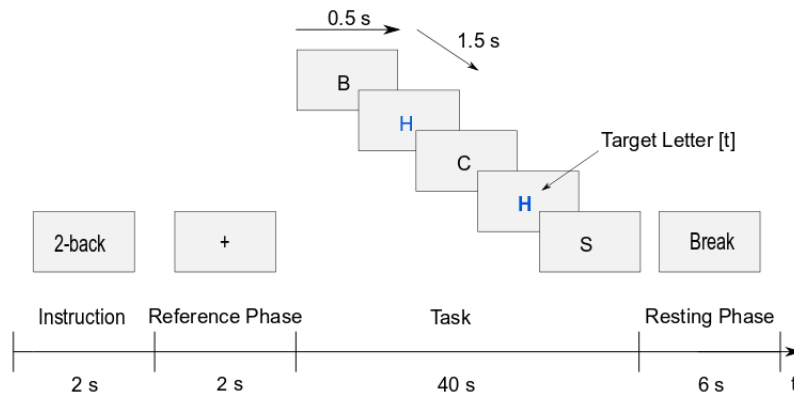 0.5 s
1.5 s
B
H
C
Target Letter [t]
H
S
2-back
+
Break
Instruction
Reference Phase
Task
Resting Phase
2 s
2 s
40 s
6 s
t